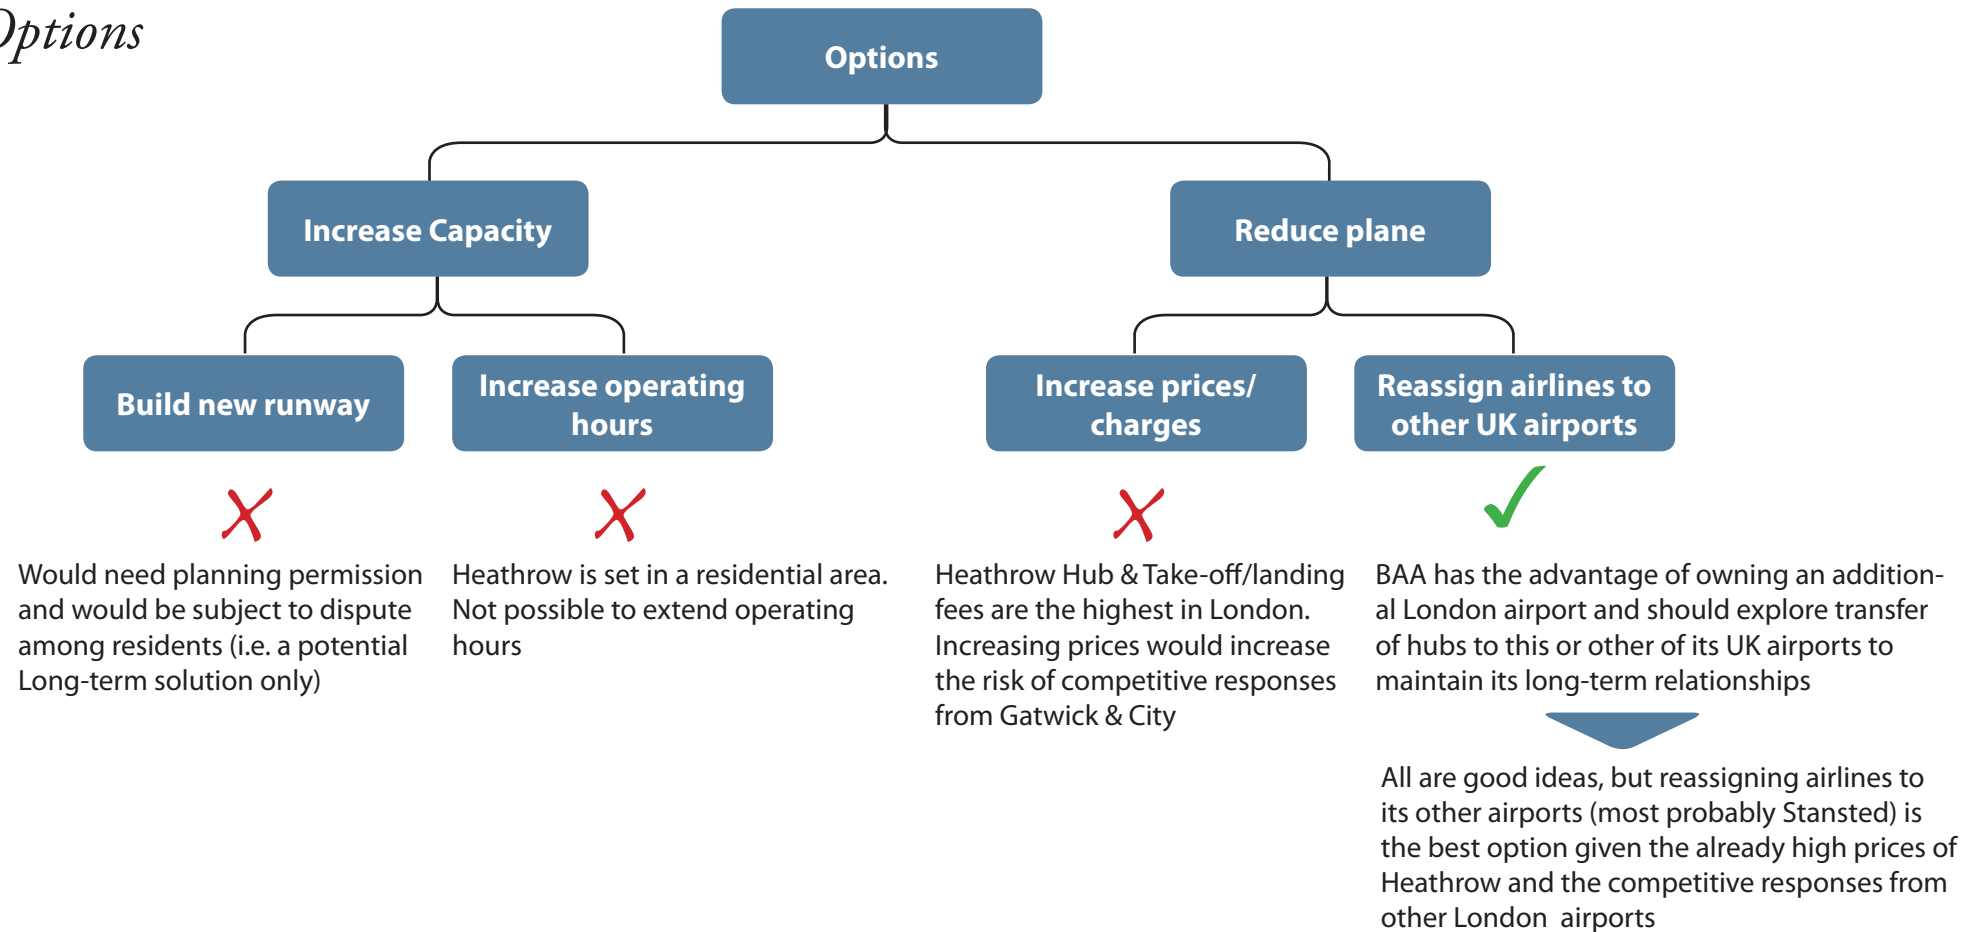 Options
Options
Increase Capacity
Reduce plane
Build new runway
Increase operating
hours
Increase prices/
charges
Reassign airlines to
other UK airports
Would need planning permission
and would be subject to dispute
among residents (i.e. a potential
Long-term solution only)
Heathrow is set in a residential area.
Not possible to extend operating
hours
Heathrow Hub & Take-off/landing
fees are the highest in London.
Increasing prices would increase
the risk of competitive responses
from Gatwick & City
BAA has the advantage of owning an addition-
al London airport and should explore transfer
of hubs to this or other of its UK airports to
maintain its long-term relationships
All are good ideas, but reassigning airlines to
its other airports (most probably Stansted) is
the best option given the already high prices of
Heathrow and the competitive responses from
other London  airports